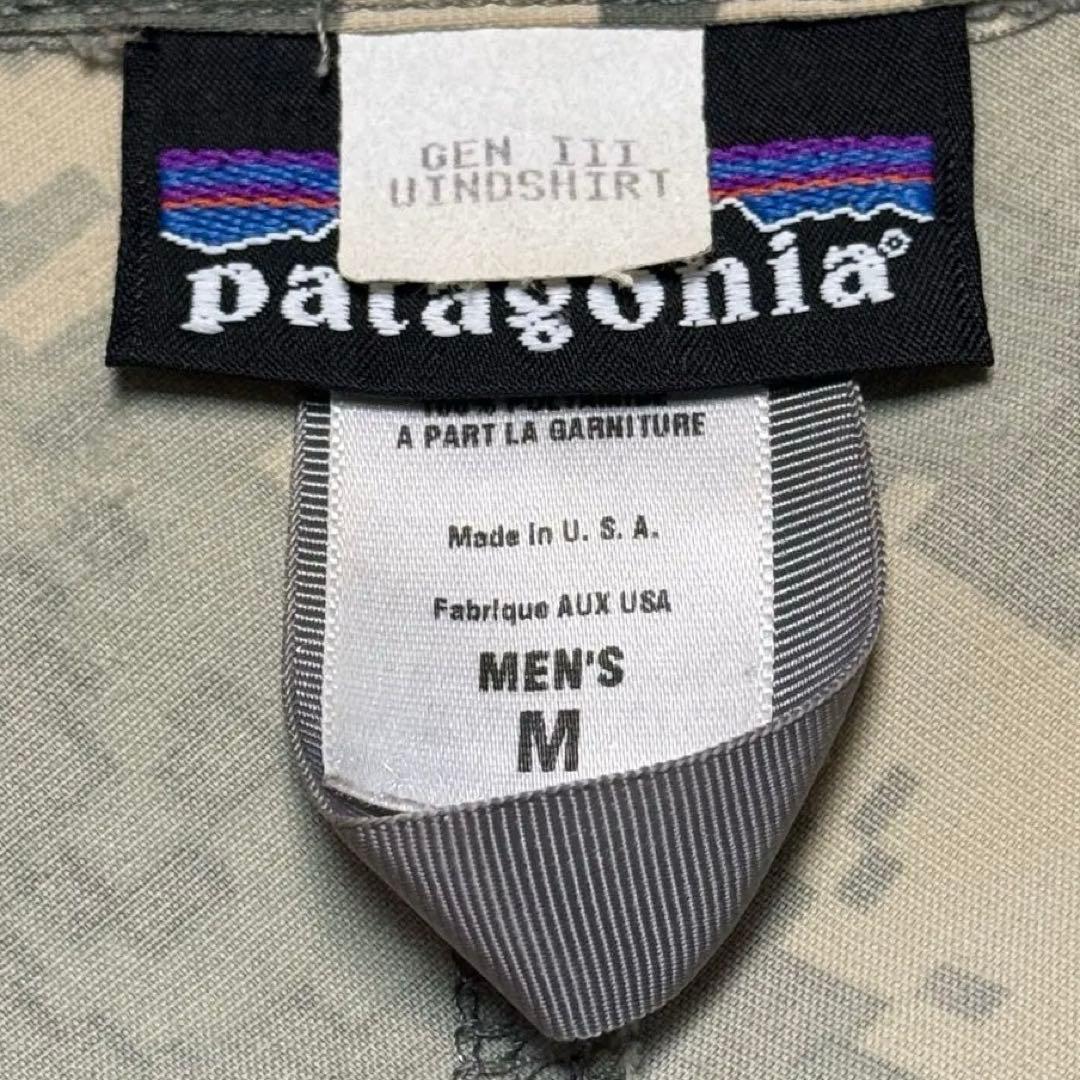 GEN III
WINDSHIRT
patagonia®
A PART LA GARNITURE
Made in U. S. A.
Fabrique AUX USA
MEN'S
M